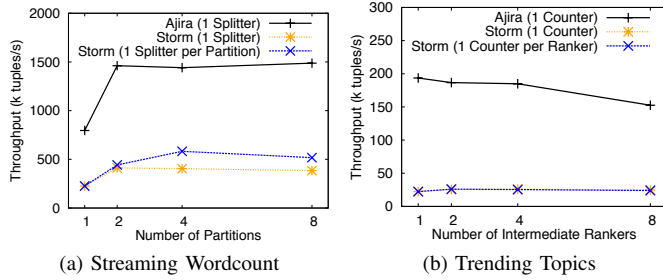 2000
1500
1000
500
0
Throughput (k tuples/s)
Ajira (1 Splitter)
Storm (1 Splitter)
Storm (1 Splitter per Partition)
1 2 4 8
Number of Partitions
(a) Streaming Wordcount
300
250
200
150
100
50
0
Throughput (k tuples/s)
Ajira (1 Counter)
Storm (1 Counter)
Storm (1 Counter per Ranker)
1 2 4 8
Number of Intermediate Rankers
(b) Trending Topics